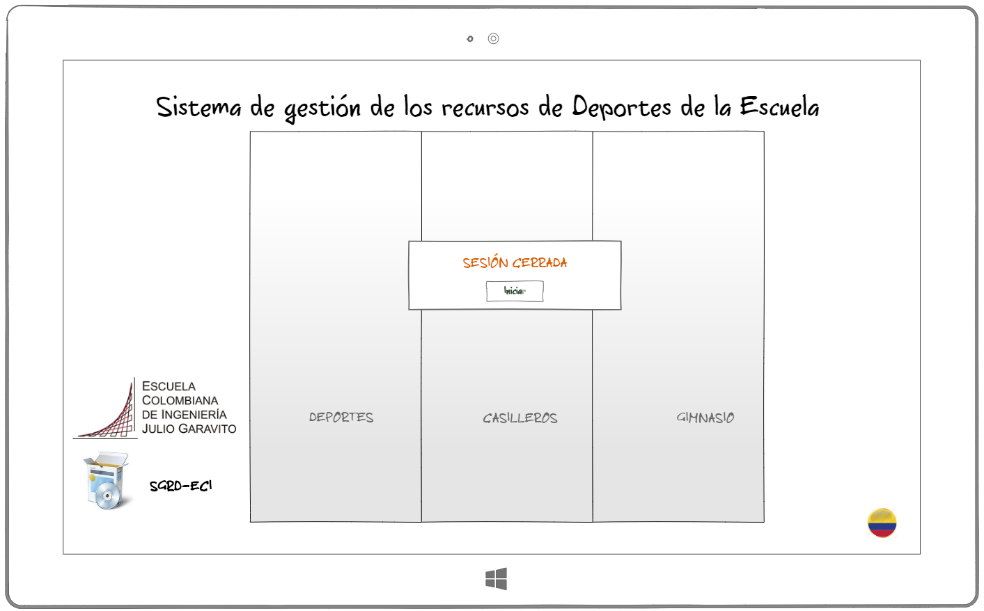 Sistema de gestión de los recursos de Deportes de la Escuela
SESIÓN CERRADA
Iniciar
DEPORTES
CASILLEROS
GIMNASIO
ESCUELA
COLOMBIANA
DE INGENIERÍA
JULIO GARAVITO
SGRD-ECI